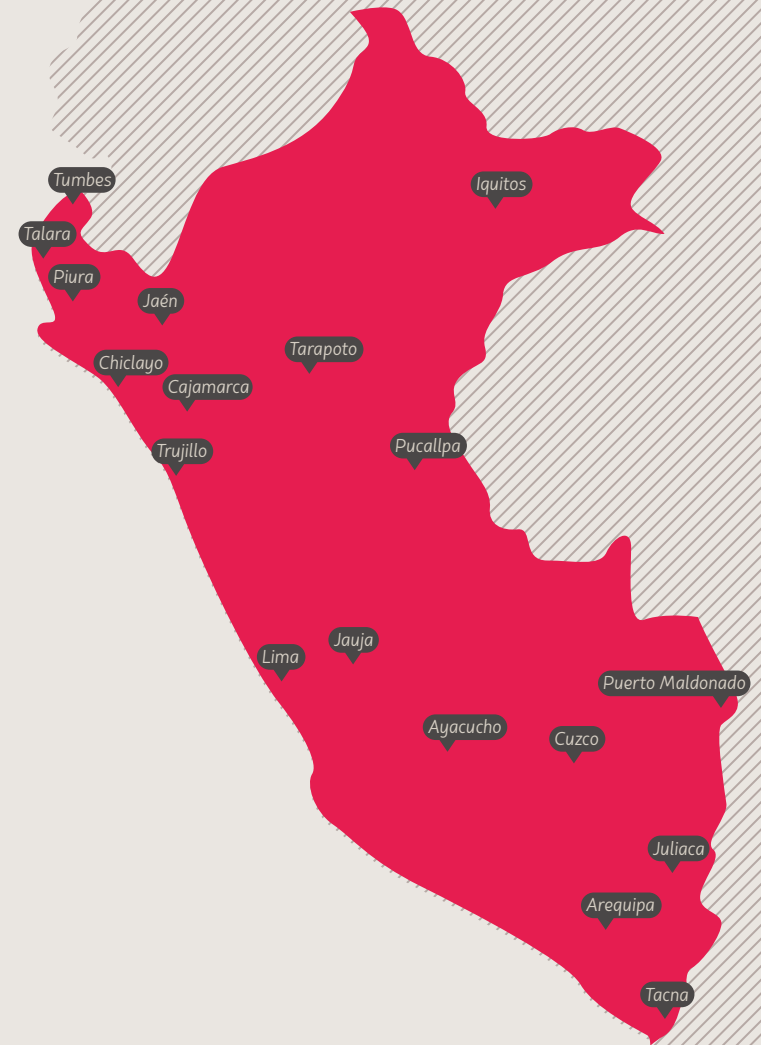 Tumbes
Iquitos
Talara
Piura
Jaén
Tarapoto
Chiclayo
Cajamarca
Pucallpa
Trujillo
Jauja
Lima
Puerto Maldonado
Ayacucho
Cuzco
Juliaca
Arequipa
Tacna